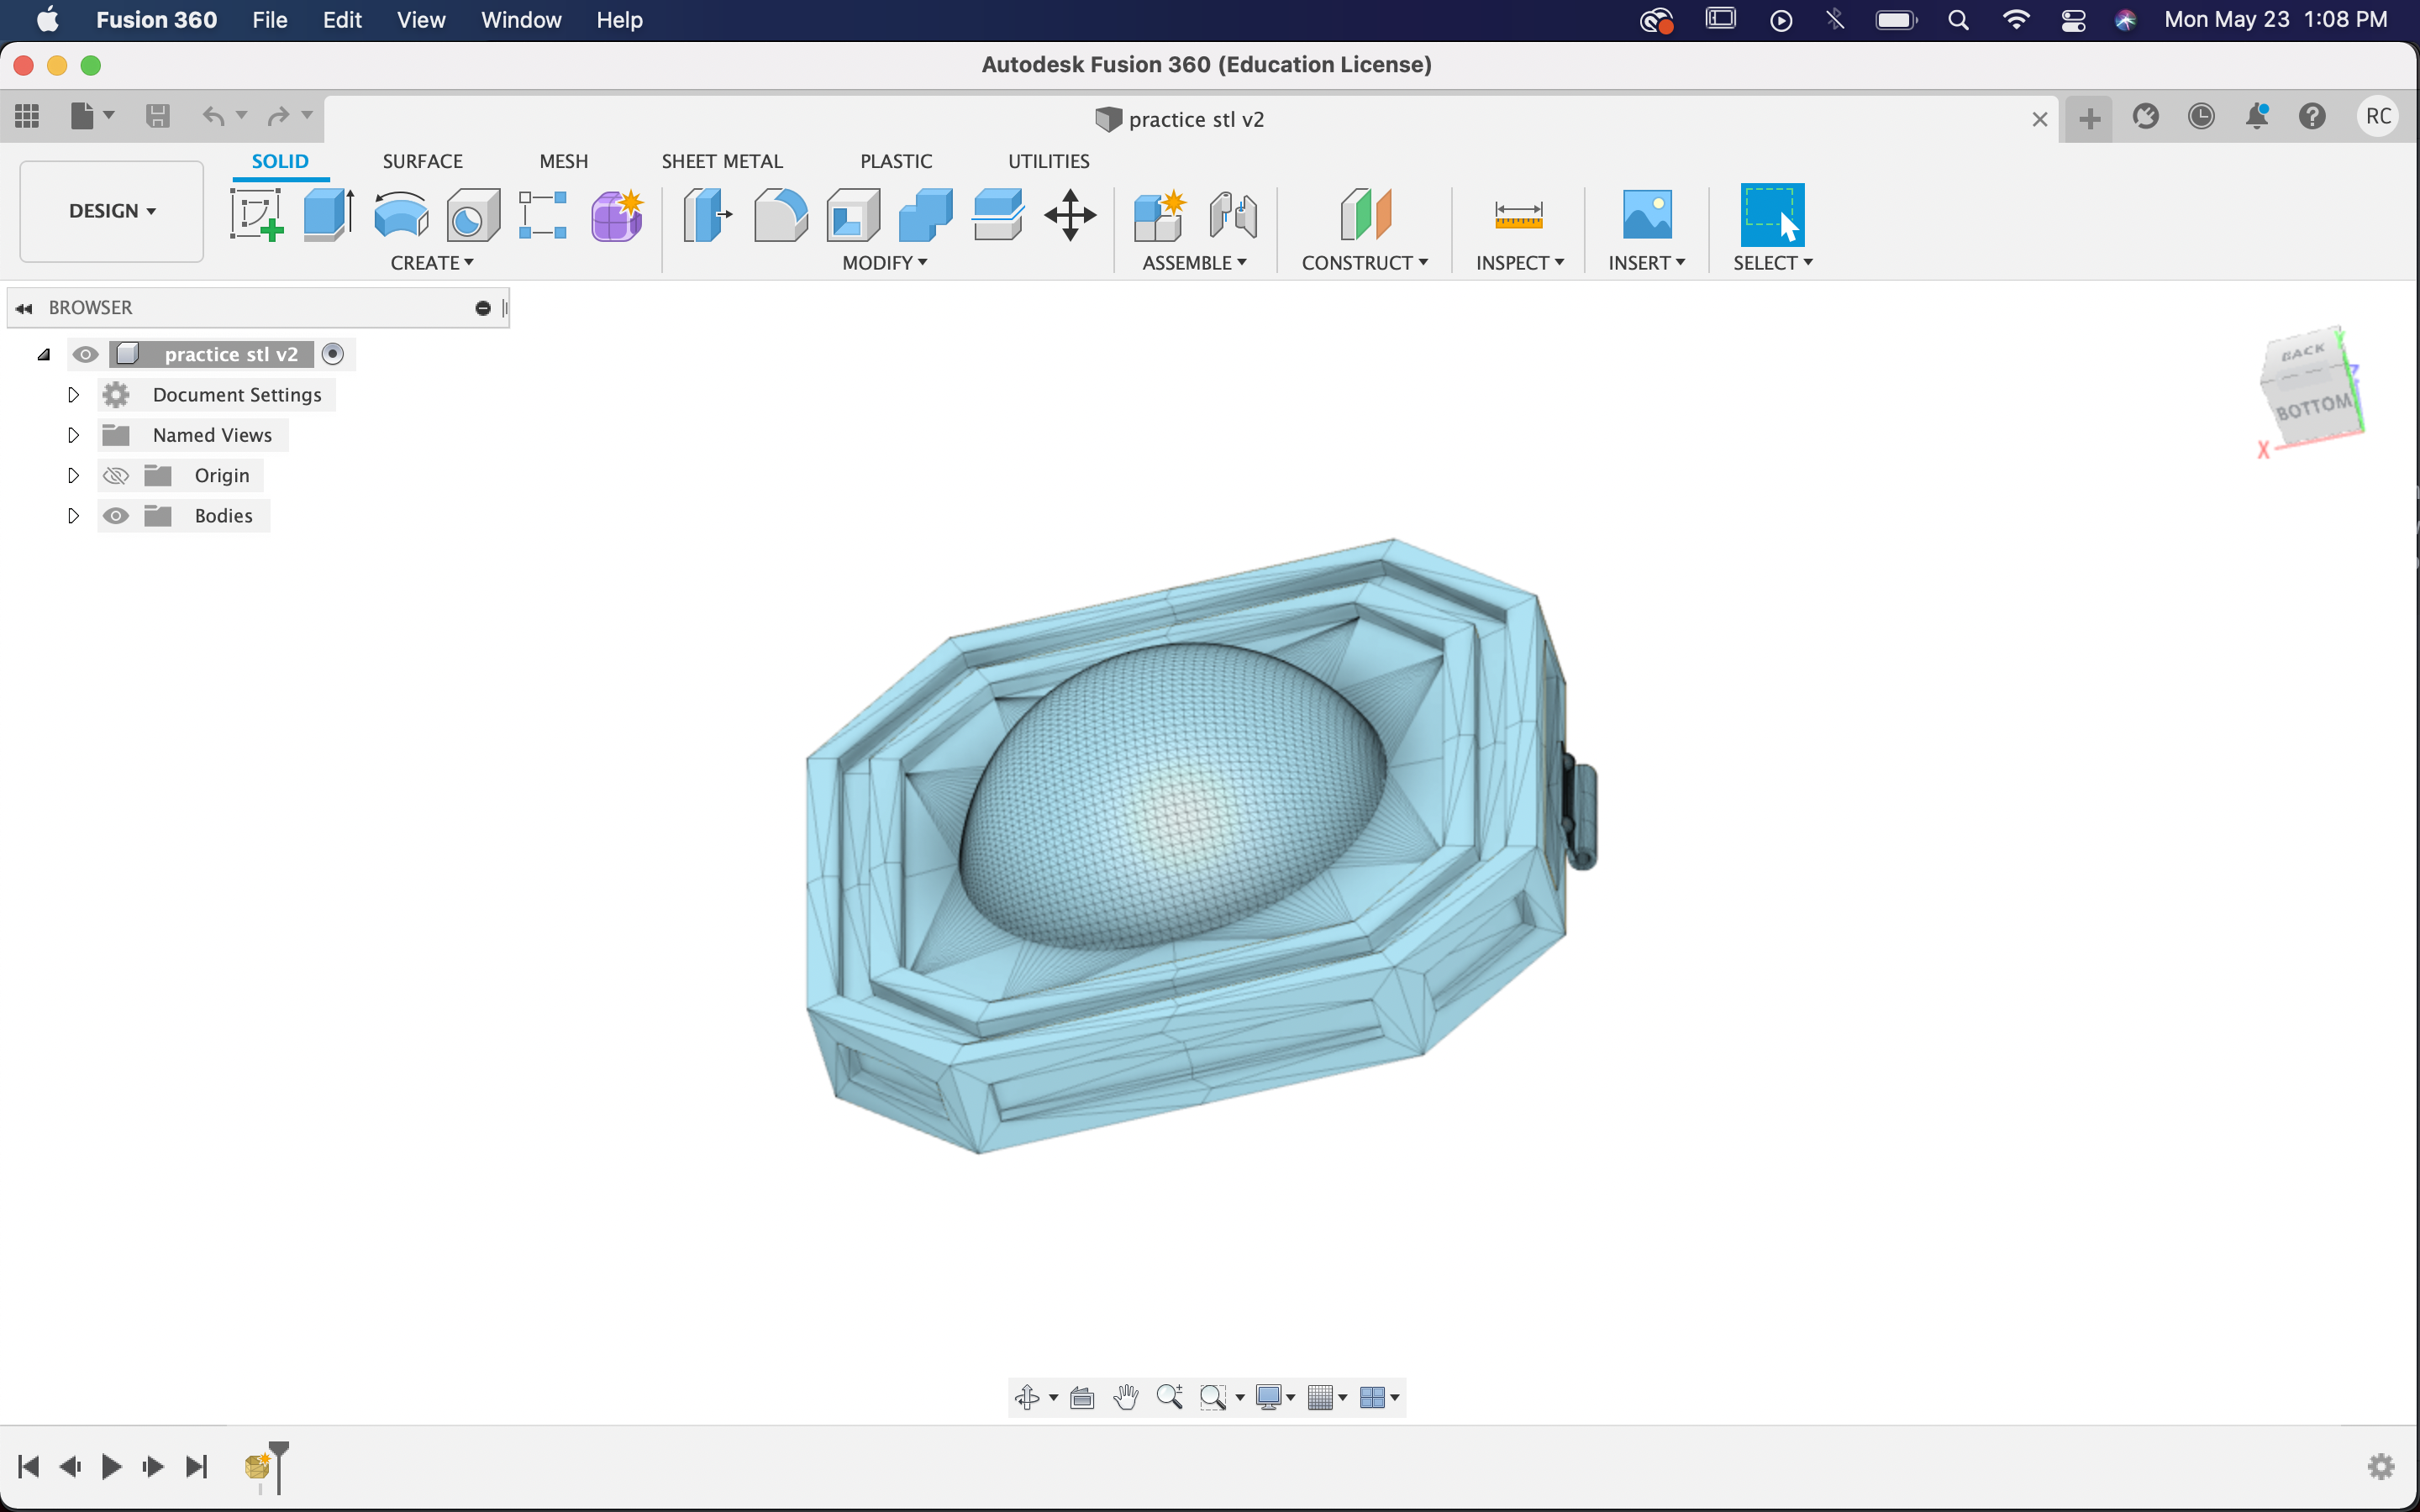 Fusion 360 File Edit View Window Help Mon May 23 1:08 PM
Autodesk Fusion 360 (Education License)
practice stl v2 RC
SOLID SURFACE MESH SHEET METAL PLASTIC UTILITIES
DESIGN
CREATE MODIFY ASSEMBLE CONSTRUCT INSPECT INSERT SELECT
BROWSER
practice stl v2
Document Settings
Named Views
Origin
Bodies
BACK
BOTTOM
X